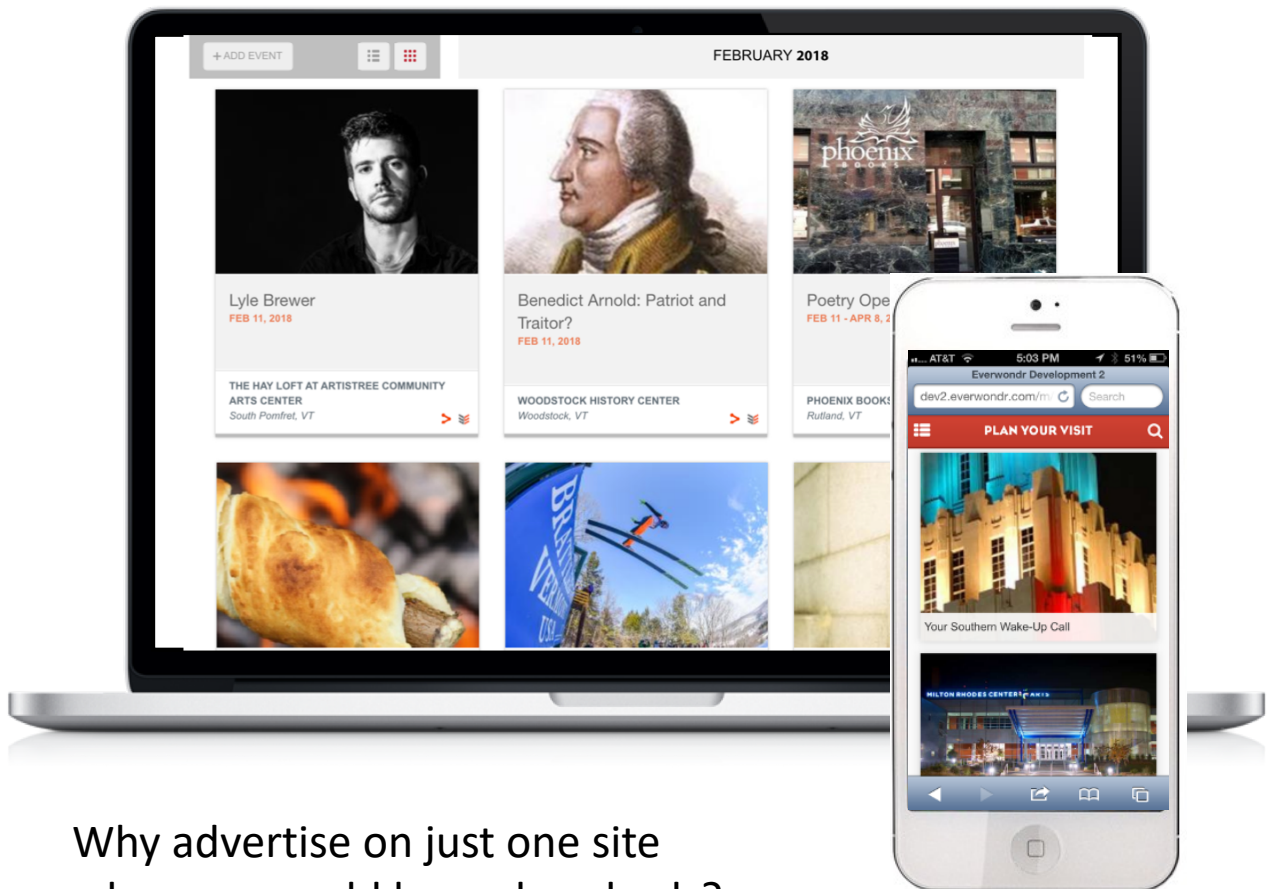 + ADD EVENT
FEBRUARY 2018
phoenix
BOOKS
Lyle Brewer
FEB 11, 2018
THE HAY LOFT AT ARTISTREE COMMUNITY
ARTS CENTER
South Pomfret, VT
Benedict Arnold: Patriot and
Traitor?
FEB 11, 2018
WOODSTOCK HISTORY CENTER
Woodstock, VT
Poetry Ope
FEB 11 - APR 8, 2
PHOENIX BOOKS
Rutland, VT
VERMON
USA
AT&T 5:03 PM 51%
Everwondr Development 2
dev2.everwondr.com/m
Search
PLAN YOUR VISIT
Your Southern Wake-Up Call
MILTON RHODES CENTER ARTS
Why advertise on just one site